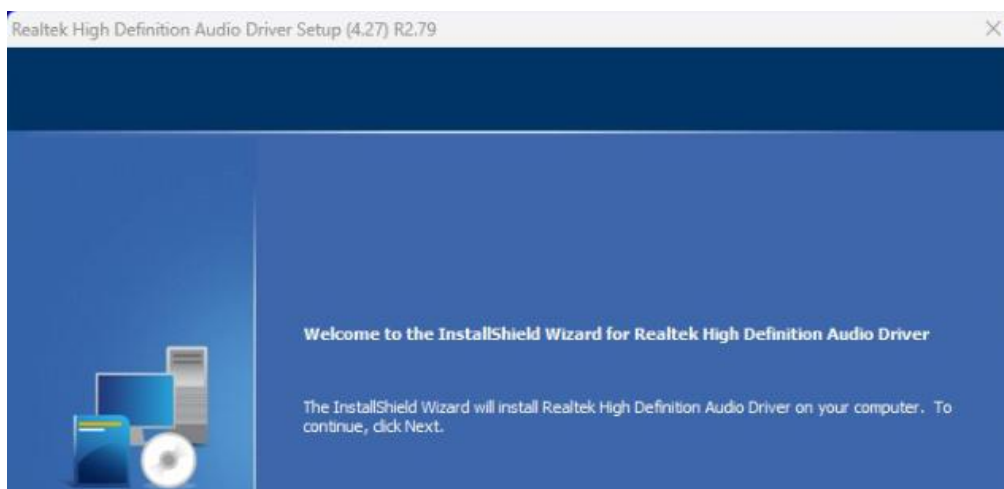 Realtek High Definition Audio Driver Setup (4.27) R2.79
Welcome to the InstallShield Wizard for Realtek High Definition Audio Driver
The InstallShield Wizard will install Realtek High Definition Audio Driver on your computer.  To
continue, click Next.